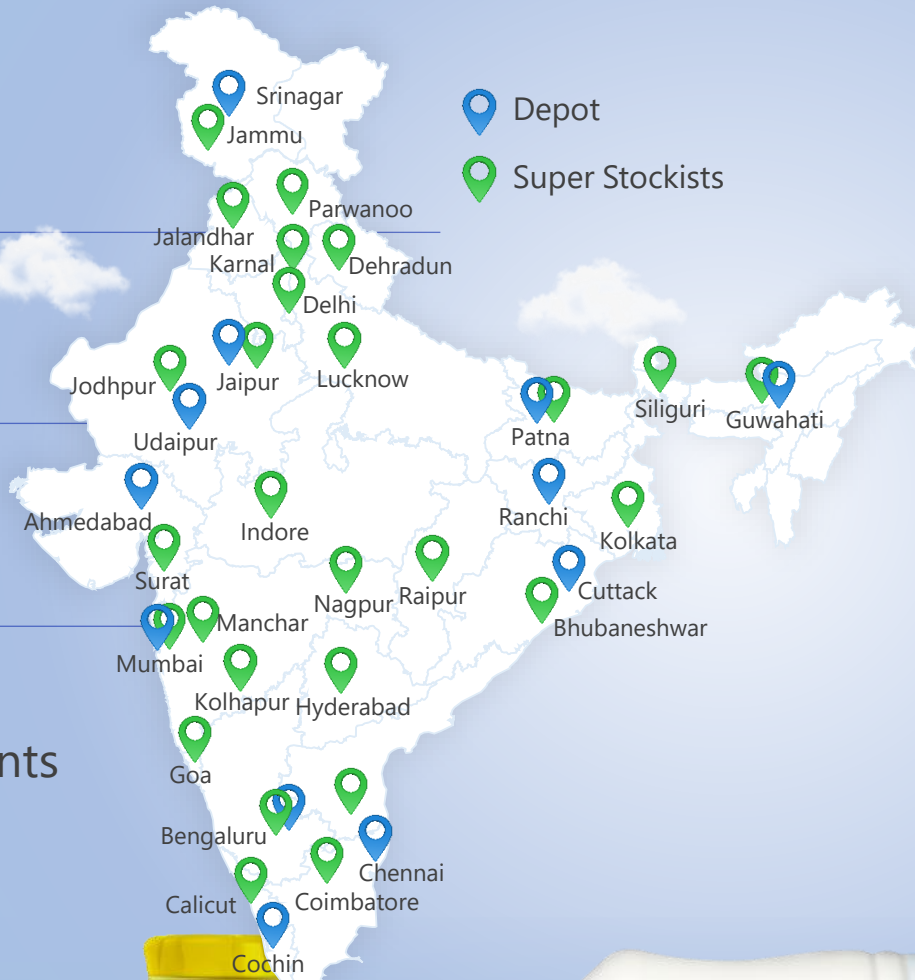 Srinagar
Depot
Jammu
Super Stockists
Parwanoo
Jalandhar
Karnal
Dehradun
Delhi
Jodhpur
Jaipur
Lucknow
Siliguri
Guwahati
Udaipur
Patna
Ahmedabad
Indore
Ranchi
Kolkata
Surat
Nagpur
Raipur
Cuttack
Manchar
Bhubaneshwar
Mumbai
Kolhapur
Hyderabad
nts
Goa
Bengaluru
Chennai
Calicut
Coimbatore
Cochin